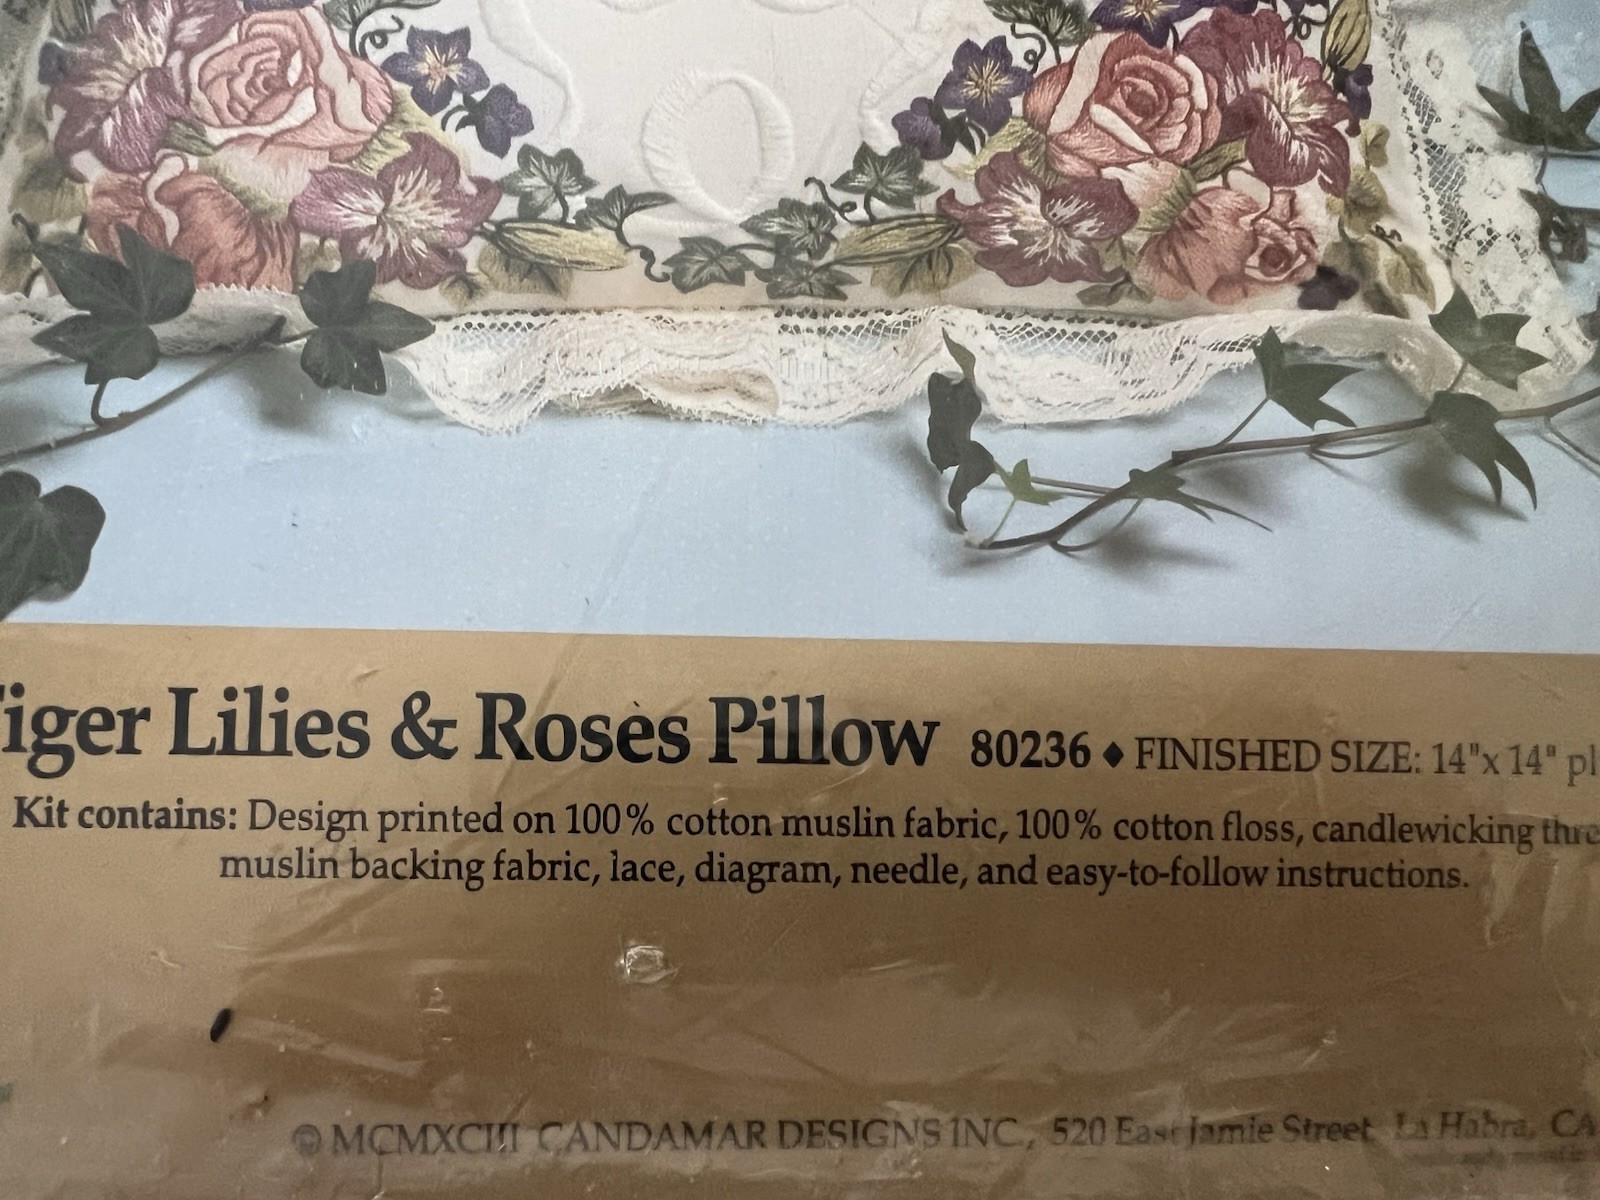 iger Lilies & Roses Pillow 80236 ♦ FINISHED SIZE: 14"x 14" pl
Kit contains: Design printed on 100% cotton muslin fabric, 100% cotton floss, candlewicking thre
muslin backing fabric, lace, diagram, needle, and easy-to-follow instructions.
© MCMXCIII CANDAMAR DESIGNS INC., 520 East Jamie Street, La Habra, CA